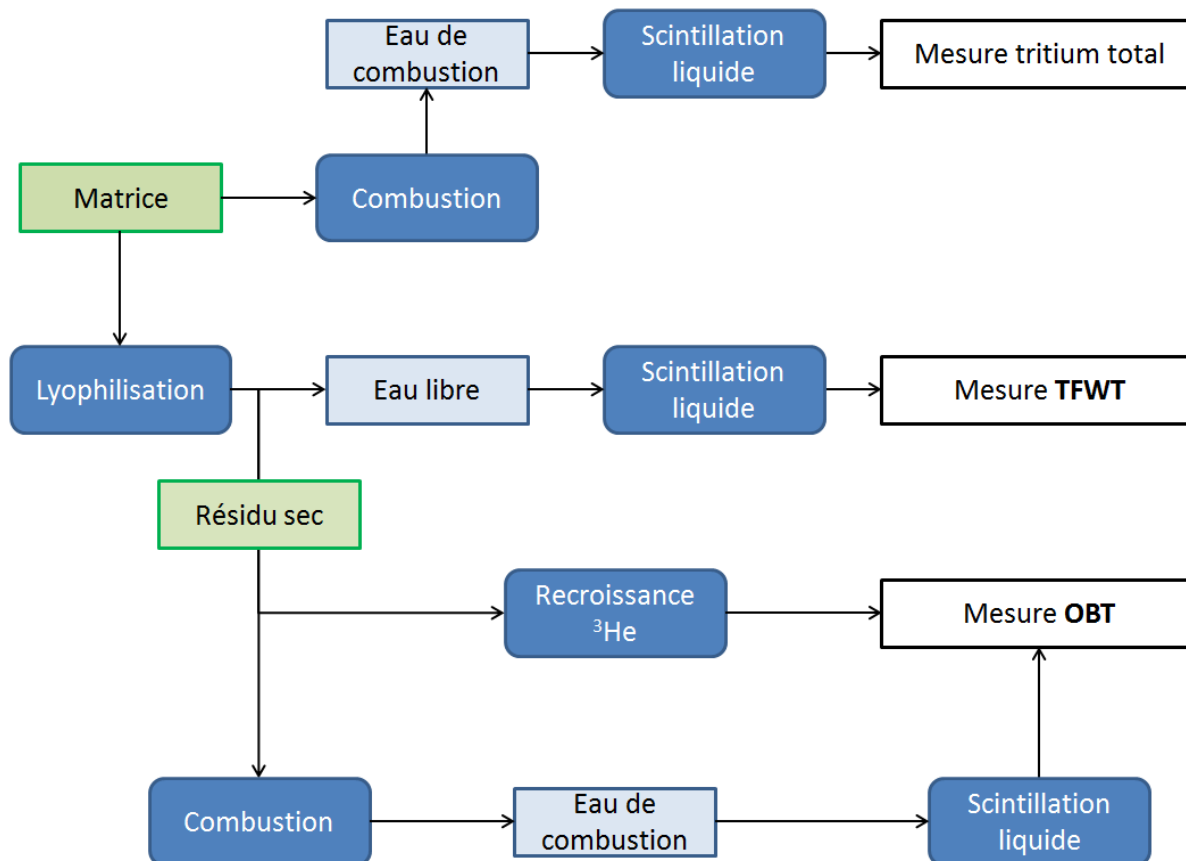 Eau de
combustion
Scintillation
liquide
Mesure tritium total
Matrice
Combustion
Lyophilisation
Eau libre
Scintillation
liquide
Mesure TFWT
Résidu sec
Recroissance
³He
Mesure OBT
Combustion
Eau de
combustion
Scintillation
liquide